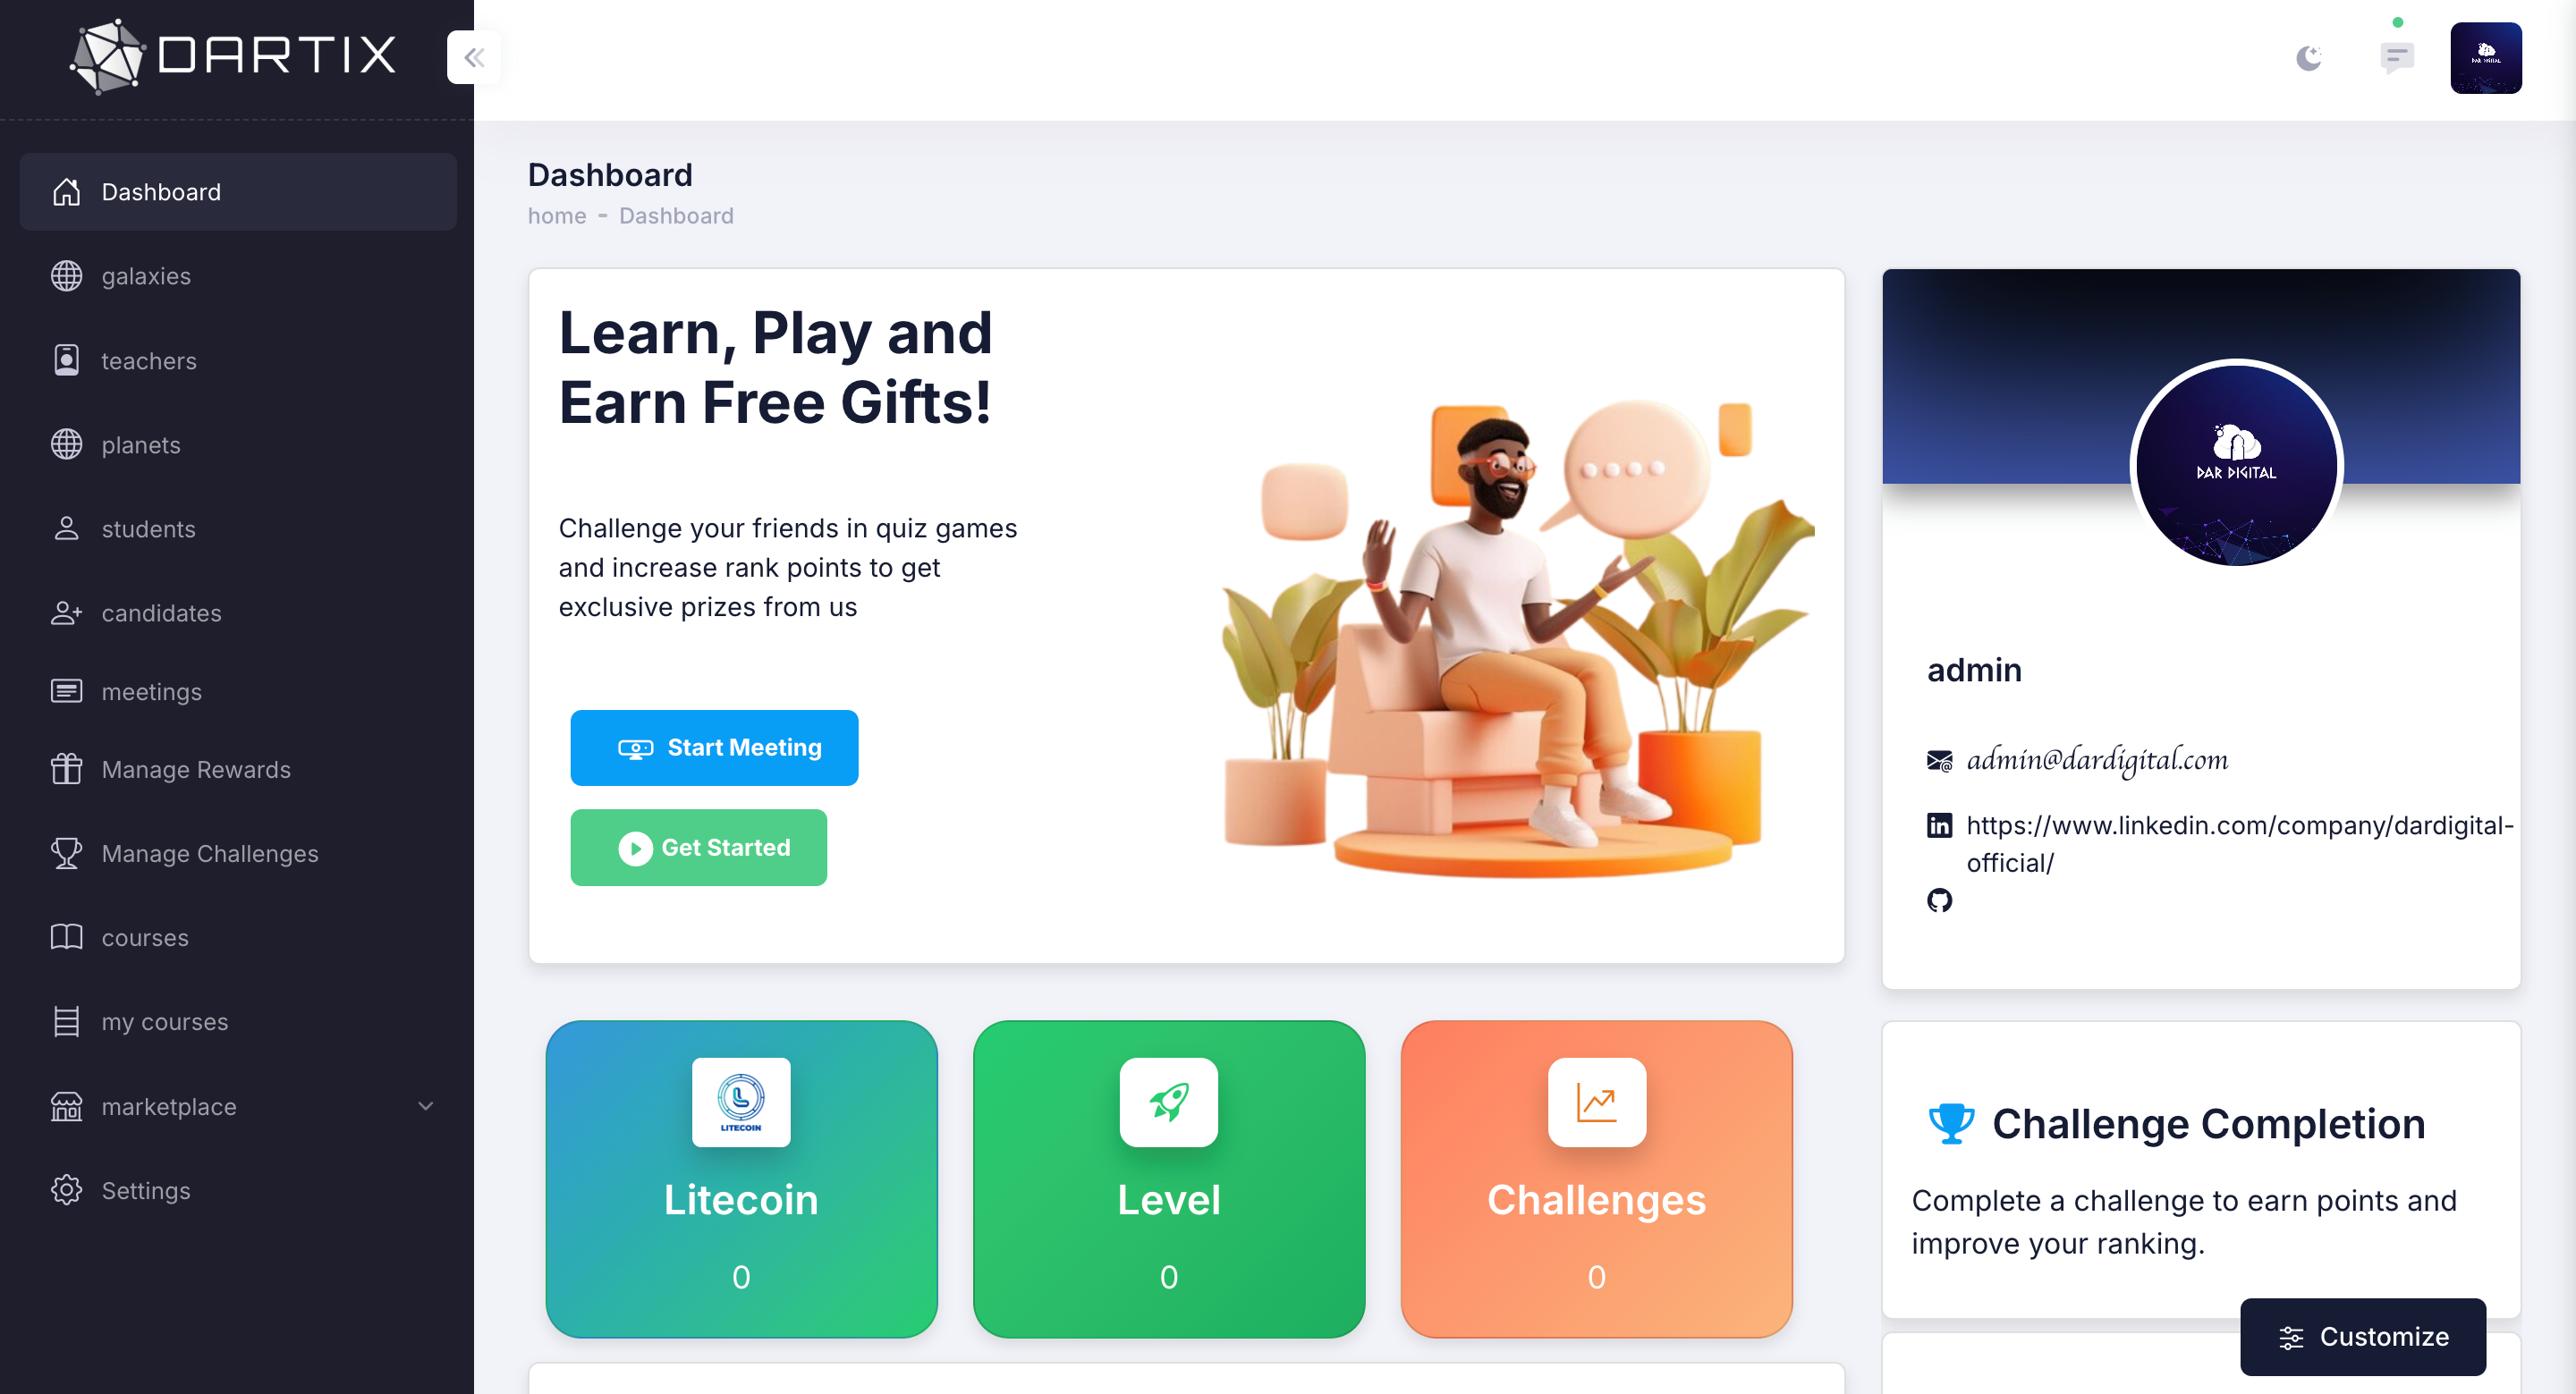 DARTIX
Dashboard
galaxies
teachers
planets
students
candidates
meetings
Manage Rewards
Manage Challenges
courses
my courses
marketplace
Settings
DAR DIGITAL
Dashboard
home - Dashboard
Learn, Play and
Earn Free Gifts!
Challenge your friends in quiz games
and increase rank points to get
exclusive prizes from us
Start Meeting
Get Started
DAR DIGITAL
admin
admin@dardigital.com
https://www.linkedin.com/company/dardigital-
official/
LITECOIN
Litecoin
0
Level
0
Challenges
0
Challenge Completion
Complete a challenge to earn points and
improve your ranking.
Customize